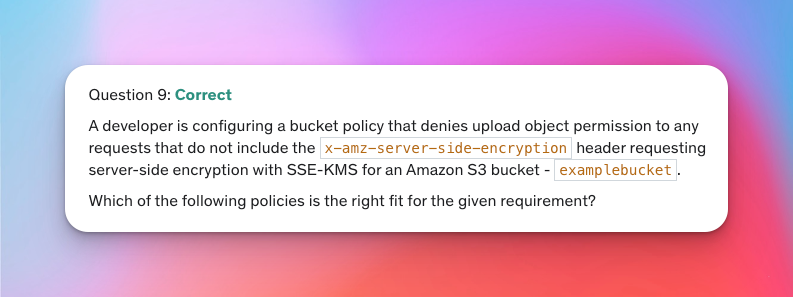 Question 9: Correct
A developer is configuring a bucket policy that denies upload object permission to any
requests that do not include the x-amz-server-side-encryption header requesting
server-side encryption with SSE-KMS for an Amazon S3 bucket - examplebucket.
Which of the following policies is the right fit for the given requirement?